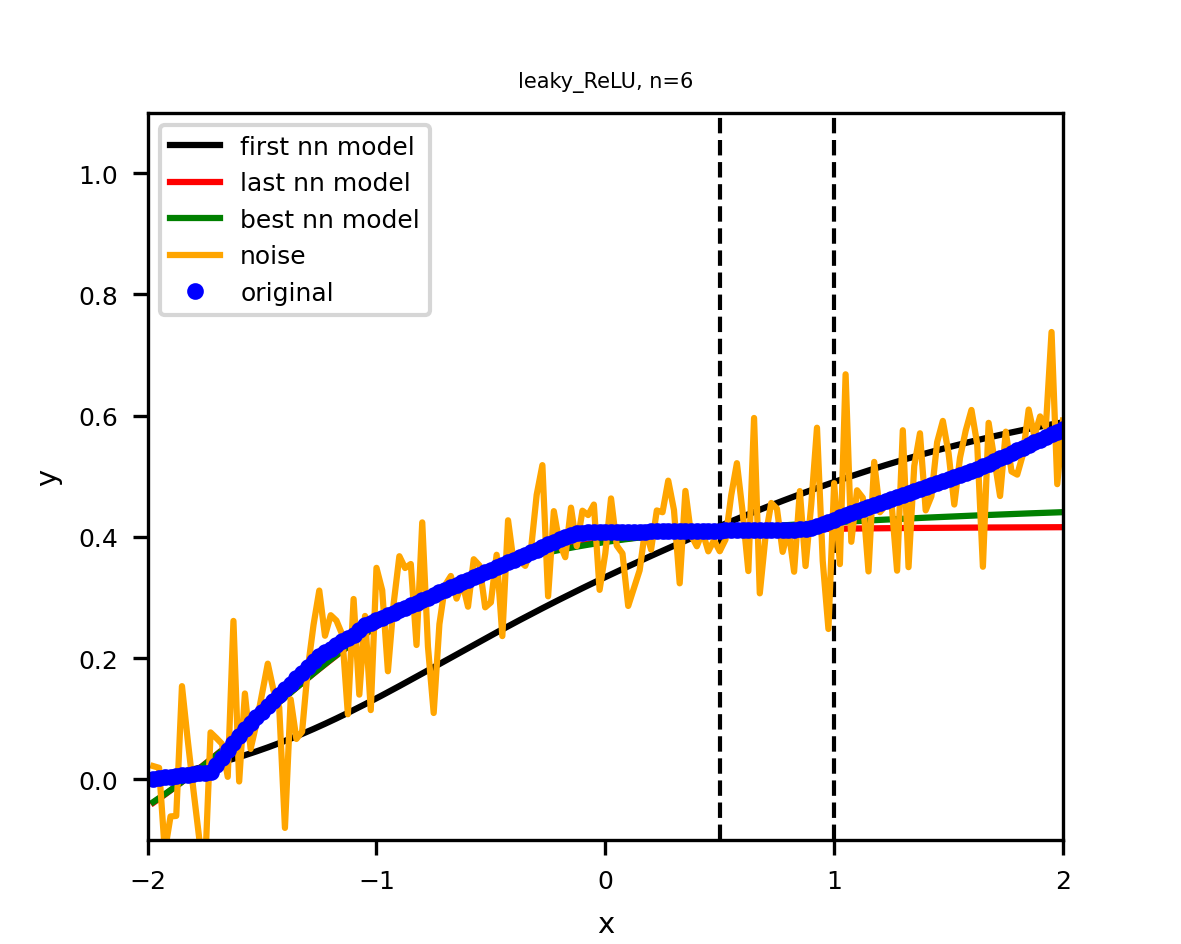 leaky_ReLU, n=6
first nn model
last nn model
best nn model
noise
original
1.0
0.8
0.6
0.4
0.2
0.0
y
−2
−1
0
1
2
x